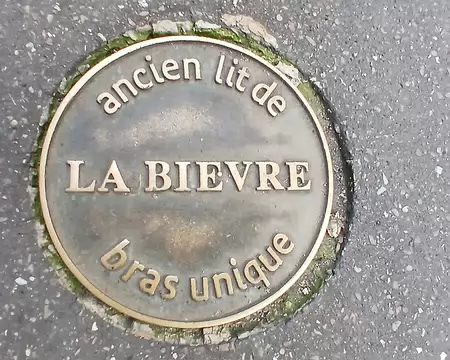 ancien lit de
LA BIEVRE
bras unique